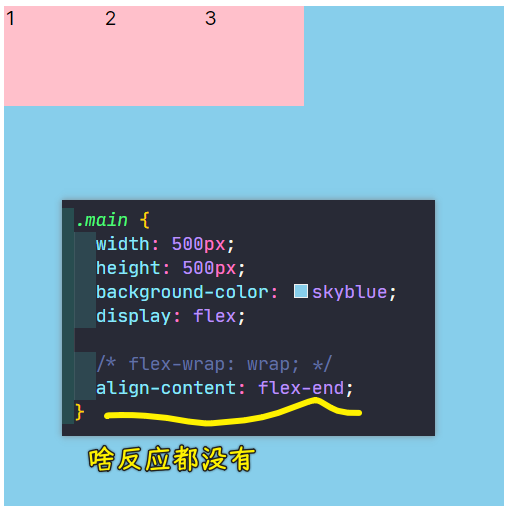 1 2 3
.main {
width: 500px;
height: 500px;
background-color: skyblue;
display: flex;
/* flex-wrap: wrap; */
align-content: flex-end;
}
啥反应都没有